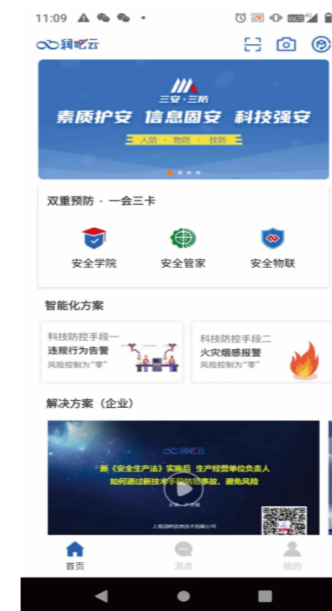 11:09
润吧云
三安·三防
素质护安 信息固安 科技强安
人防 · 物防 · 技防
双重预防 · 一会三卡
安全学院
安全管家
安全物联
智能化方案
科技防控手段一
违规行为告警
风险控制为“零”
科技防控手段二
火灾烟感报警
风险控制为“零”
解决方案（企业）
润吧云
新《安全生产法》实施后 生产经营单位负责人
如何通过新技术手段防范事故、避免风险
首页
消息
我的